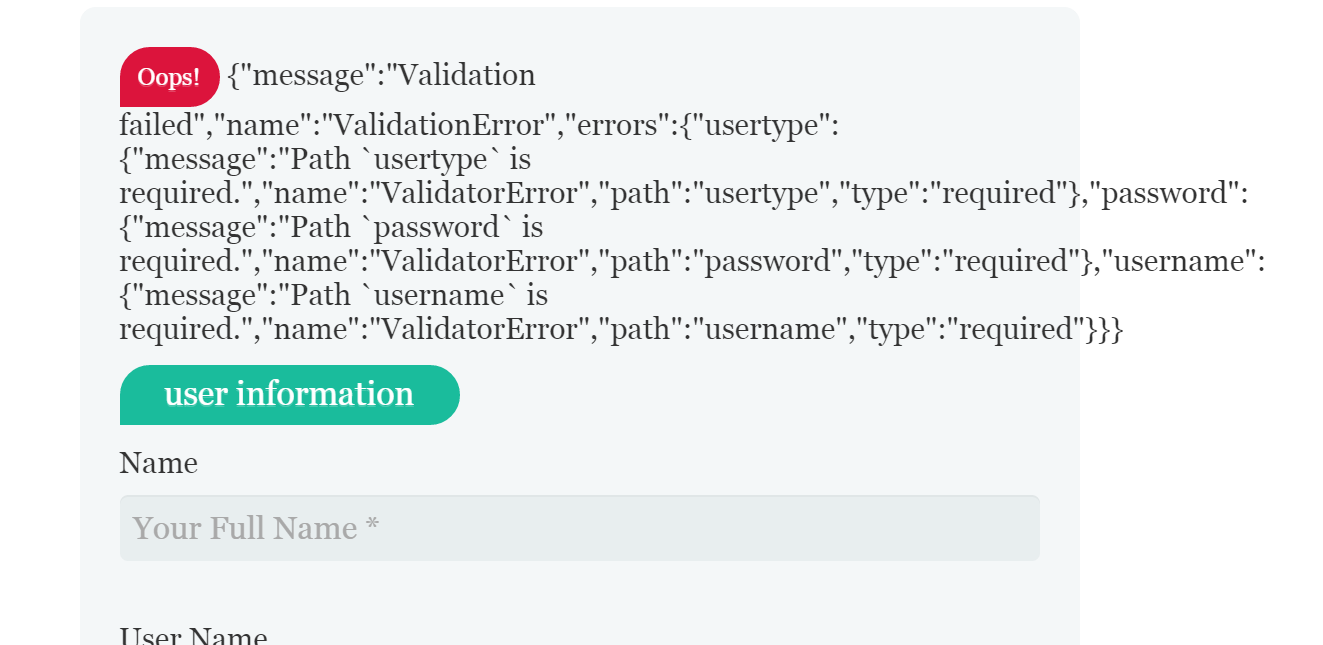 Oops! {"message":"Validation
failed","name":"ValidationError","errors":{"usertype":
{"message":"Path `usertype` is
required.","name":"ValidatorError","path":"usertype","type":"required"},"password":
{"message":"Path `password` is
required.","name":"ValidatorError","path":"password","type":"required"},"username":
{"message":"Path `username` is
required.","name":"ValidatorError","path":"username","type":"required"}}}
user information
Name
Your Full Name *
User Name